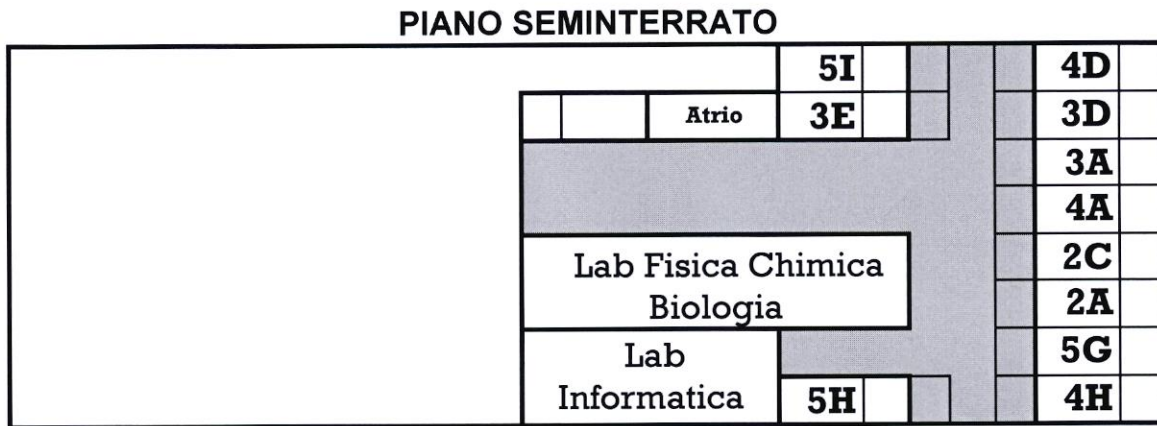 PIANO SEMINTERRATO
5I
4D
Atrio
3E
3D
3A
4A
Lab Fisica Chimica
Biologia
2C
2A
Lab
Informatica
5G
5H
4H